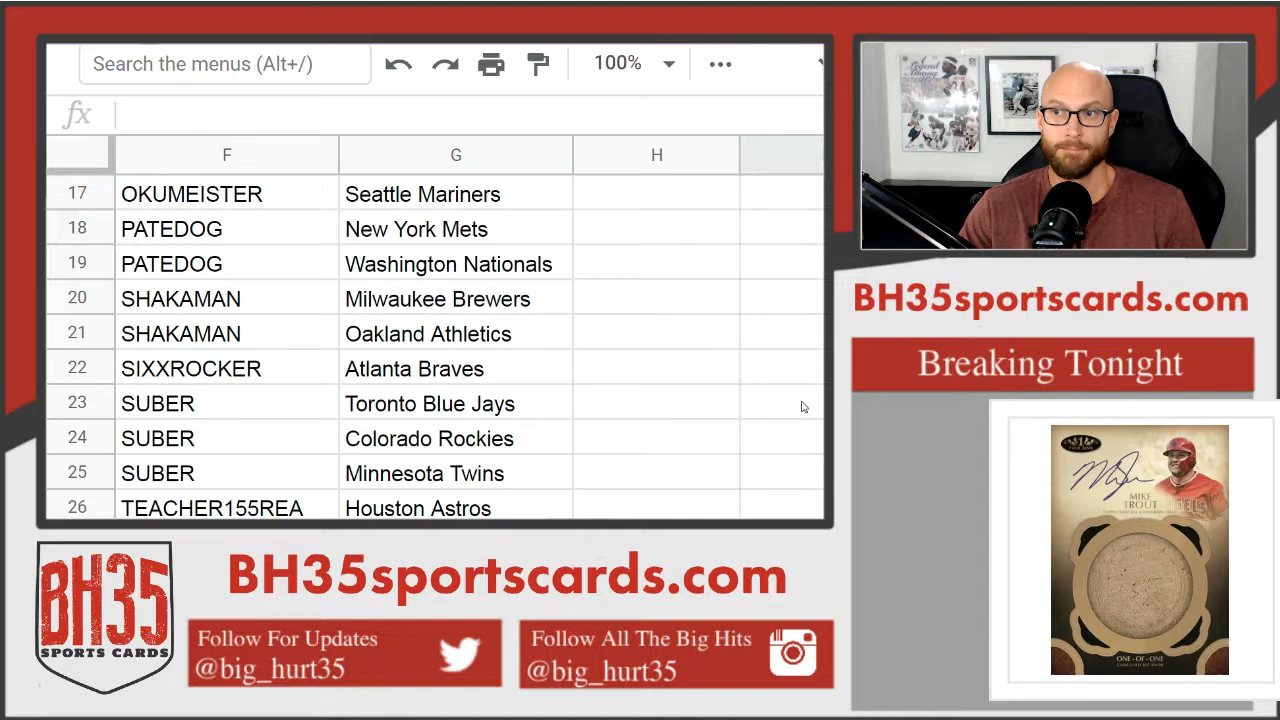 Search the menus (Alt+/)
100%
fx
F G H
17 OKUMEISTER Seattle Mariners
18 PATEDOG New York Mets
19 PATEDOG Washington Nationals
20 SHAKAMAN Milwaukee Brewers
21 SHAKAMAN Oakland Athletics
22 SIXXROCKER Atlanta Braves
23 SUBER Toronto Blue Jays
24 SUBER Colorado Rockies
25 SUBER Minnesota Twins
26 TEACHER155REA Houston Astros
BH35sportscards.com
Breaking Tonight
MIKE
TROUT
ONE-OF-ONE
BH35
SPORTS CARDS
BH35sportscards.com
Follow For Updates
@big_hurt35
Follow All The Big Hits
@big_hurt35